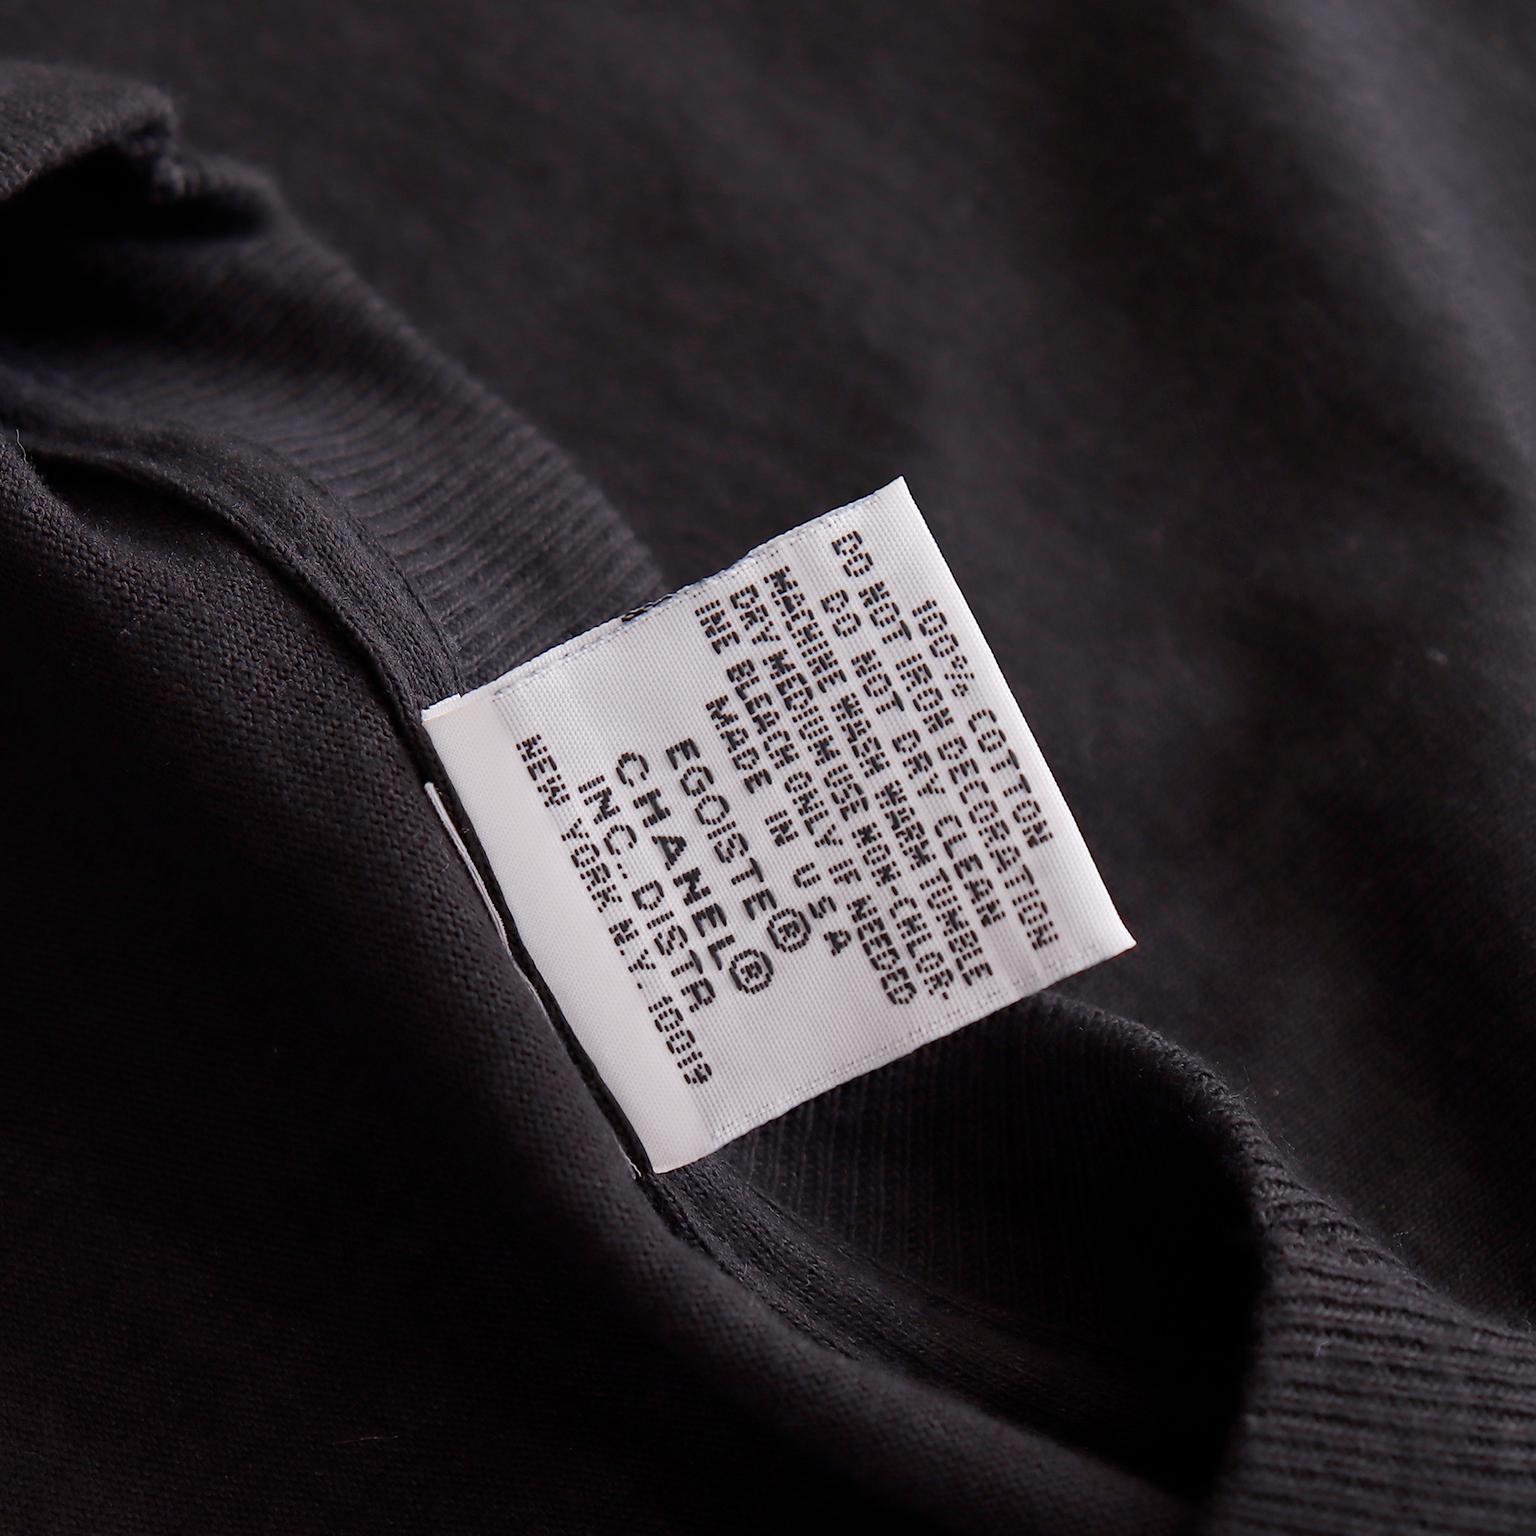 100% COTTON
DO NOT IRON DECORATION
DO NOT DRY CLEAN
MACHINE WASH WARM TUMBLE
DRY MEDIUM USE NON-CHLOR-
INE BLEACH ONLY IF NEEDED
MADE IN U S A
EGOISTE®
CHANEL®
INC., DISTR
NEW YORK N.Y. 10019